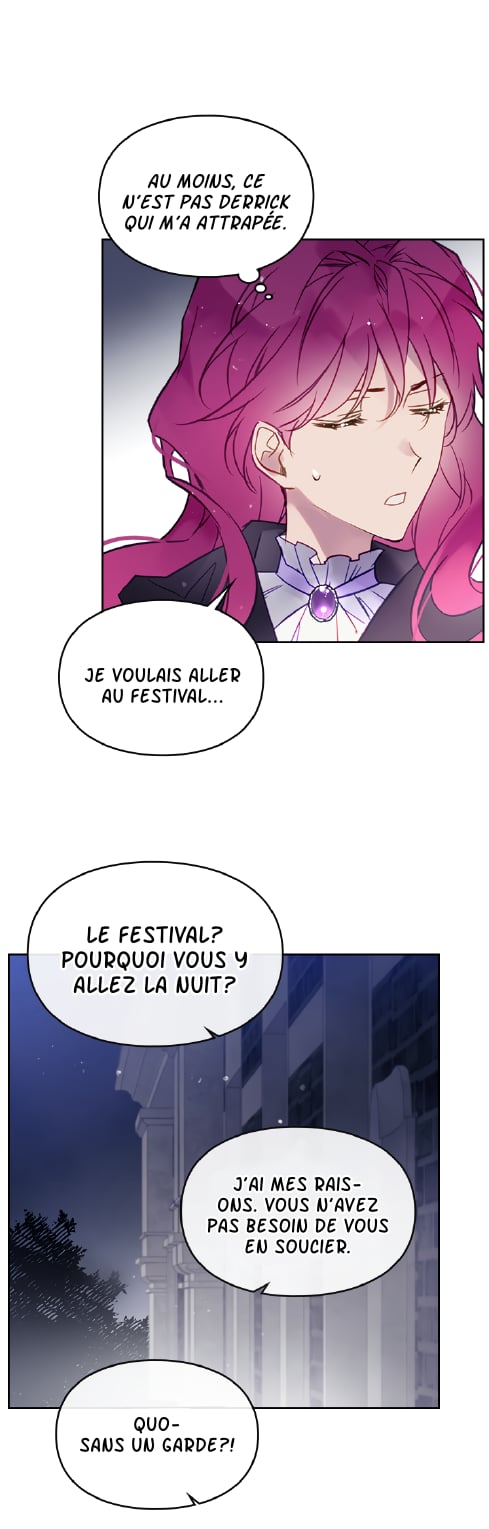 AU MOINS, CE
N'EST PAS DERRICK
QUI M'A ATTRAPÉE.
JE VOULAIS ALLER
AU FESTIVAL...
LE FESTIVAL?
POURQUOI VOUS Y
ALLEZ LA NUIT?
J'AI MES RAIS-
ONS. VOUS N'AVEZ
PAS BESOIN DE VOUS
EN SOUCIER.
QUO-
SANS UN GARDE?!